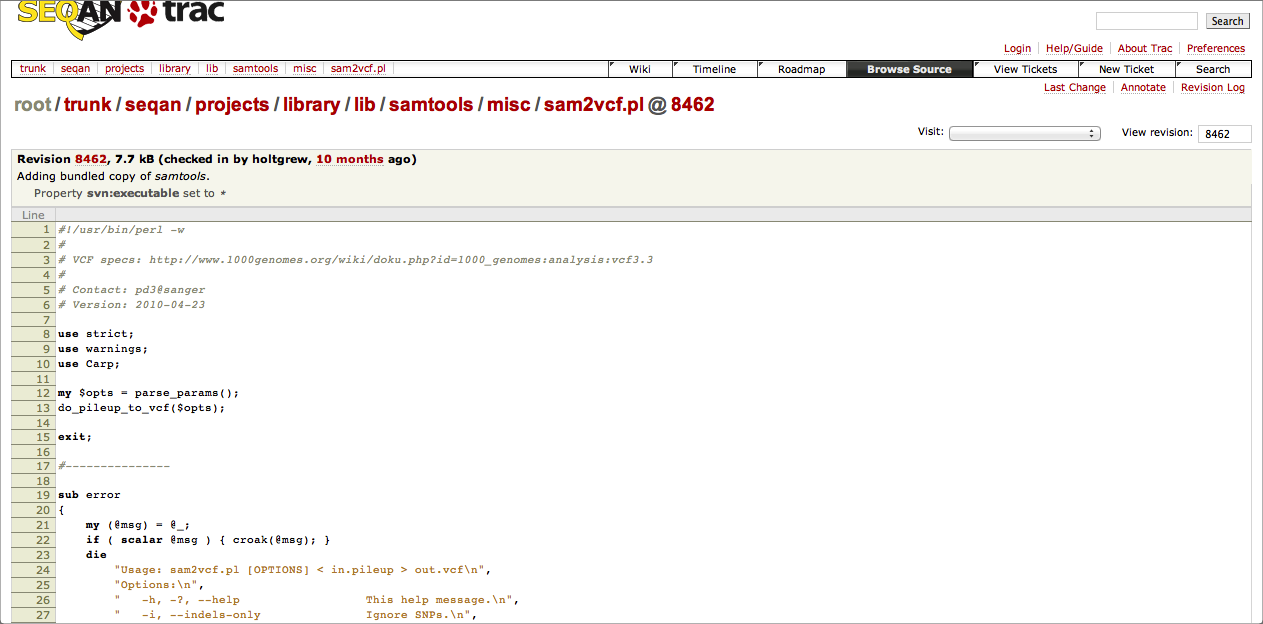 SEQAN trac
Search
Login Help/Guide About Trac Preferences
trunk seqan projects library lib samtools misc sam2vcf.pl Wiki Timeline Roadmap Browse Source View Tickets New Ticket Search
Last Change Annotate Revision Log
root / trunk / seqan / projects / library / lib / samtools / misc / sam2vcf.pl @ 8462
Visit: View revision: 8462
Revision 8462, 7.7 kB (checked in by holtgrew, 10 months ago)
Adding bundled copy of samtools.
Property svn:executable set to *
Line
1 #!/usr/bin/perl -w
2 #
3 # VCF specs: http://www.1000genomes.org/wiki/doku.php?id=1000_genomes:analysis:vcf3.3
4 #
5 # Contact: pd3@sanger
6 # Version: 2010-04-23
7
8 use strict;
9 use warnings;
10 use Carp;
11
12 my $opts = parse_params();
13 do_pileup_to_vcf($opts);
14
15 exit;
16
17 #---------------
18
19 sub error
20 {
21     my (@msg) = @_;
22     if ( scalar @msg ) { croak(@msg); }
23     die
24         "Usage: sam2vcf.pl [OPTIONS] < in.pileup > out.vcf\n",
25         "Options:\n",
26         "   -h, -?, --help                  This help message.\n",
27         "   -i, --indels-only               Ignore SNPs.\n",